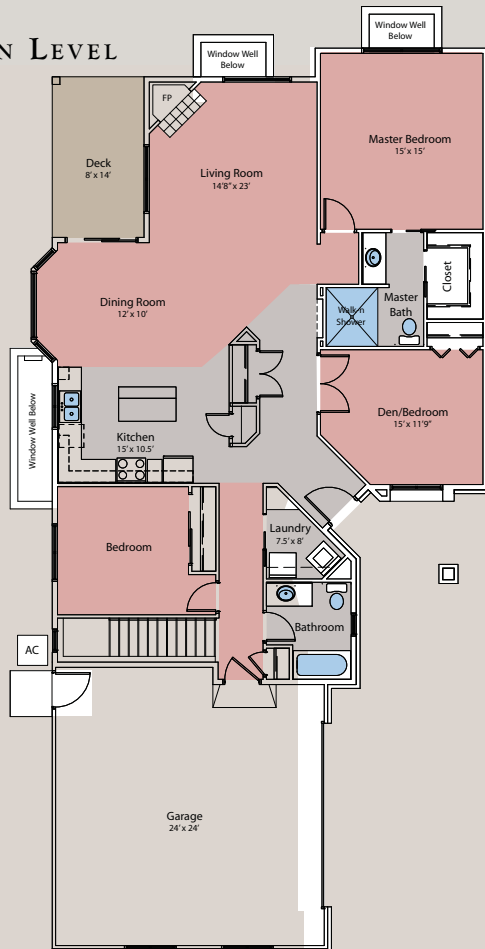 N LEVEL
Window Well
Below
Window Well
Below
FP
Deck
8' x 14'
Living Room
14'8" x 23'
Master Bedroom
15' x 15'
Dining Room
12' x 10'
Closet
Master
Bath
Walk-n
Shower
Window Well Below
Kitchen
15' x 10.5'
Den/Bedroom
15' x 11'9"
Bedroom
Laundry
7.5' x 8'
Bathroom
AC
Garage
24' x 24'